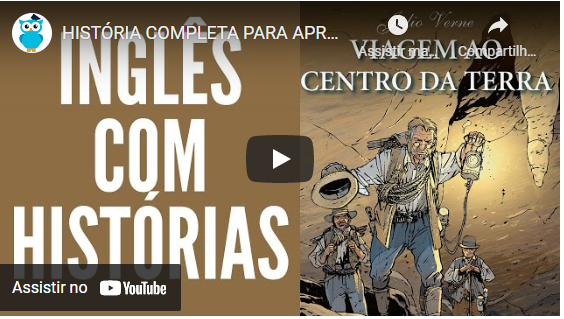 HISTÓRIA COMPLETA PARA APR...
Assistir ma...
Compartilh...
INGLÊS
COM
HISTÓRIAS
Júlio Verne
VIAGEM AO
CENTRO DA TERRA
Assistir no YouTube